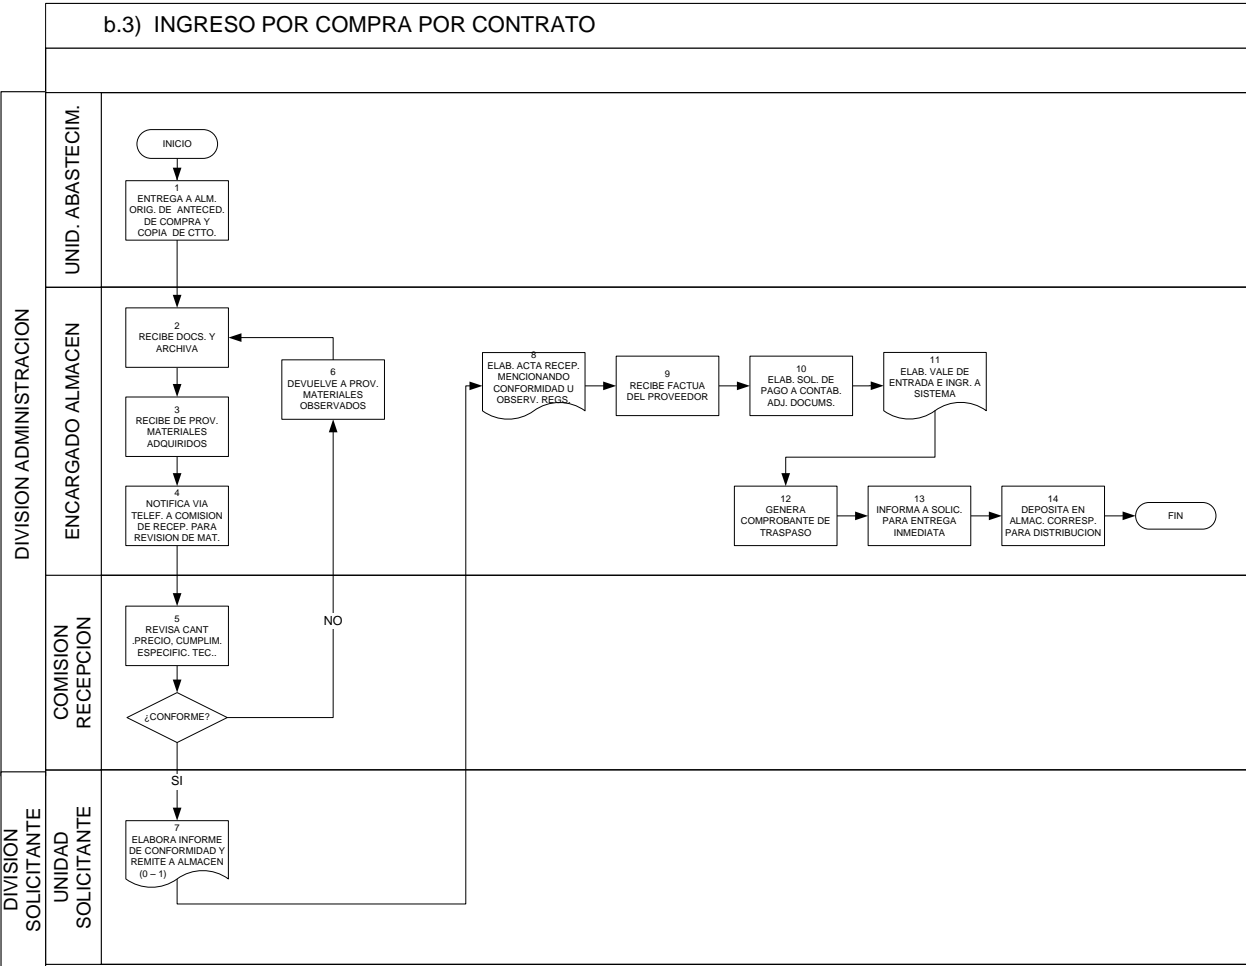 b.3)  INGRESO POR COMPRA POR CONTRATO
DIVISION ADMINISTRACION
UNID. ABASTECIM.
INICIO
1
ENTREGA A ALM.
ORIG. DE  ANTECED.
DE COMPRA Y
COPIA  DE CTTO.
ENCARGADO ALMACEN
2
RECIBE DOCS. Y
ARCHIVA
3
RECIBE DE PROV.
MATERIALES
ADQUIRIDOS
4
NOTIFICA VIA
TELEF. A COMISION
DE RECEP. PARA
REVISION DE MAT.
6
DEVUELVE A PROV.
MATERIALES
OBSERVADOS
8
ELAB. ACTA RECEP.
MENCIONANDO
CONFORMIDAD U
OBSERV. REGS.
9
RECIBE FACTUA
DEL PROVEEDOR
10
ELAB. SOL. DE
PAGO A CONTAB.
ADJ. DOCUMS.
11
ELAB. VALE DE
ENTRADA E INGR. A
SISTEMA
12
GENERA
COMPROBANTE DE
TRASPASO
13
INFORMA A SOLIC.
PARA ENTREGA
INMEDIATA
14
DEPOSITA EN
ALMAC. CORRESP.
PARA DISTRIBUCION
FIN
COMISION
RECEPCION
5
REVISA CANT
.PRECIO, CUMPLIM.
ESPECIFIC. TEC..
¿CONFORME?
NO
SI
DIVISION
SOLICITANTE
UNIDAD
SOLICITANTE
7
ELABORA INFORME
DE CONFORMIDAD Y
REMITE A ALMACEN
(0 – 1)